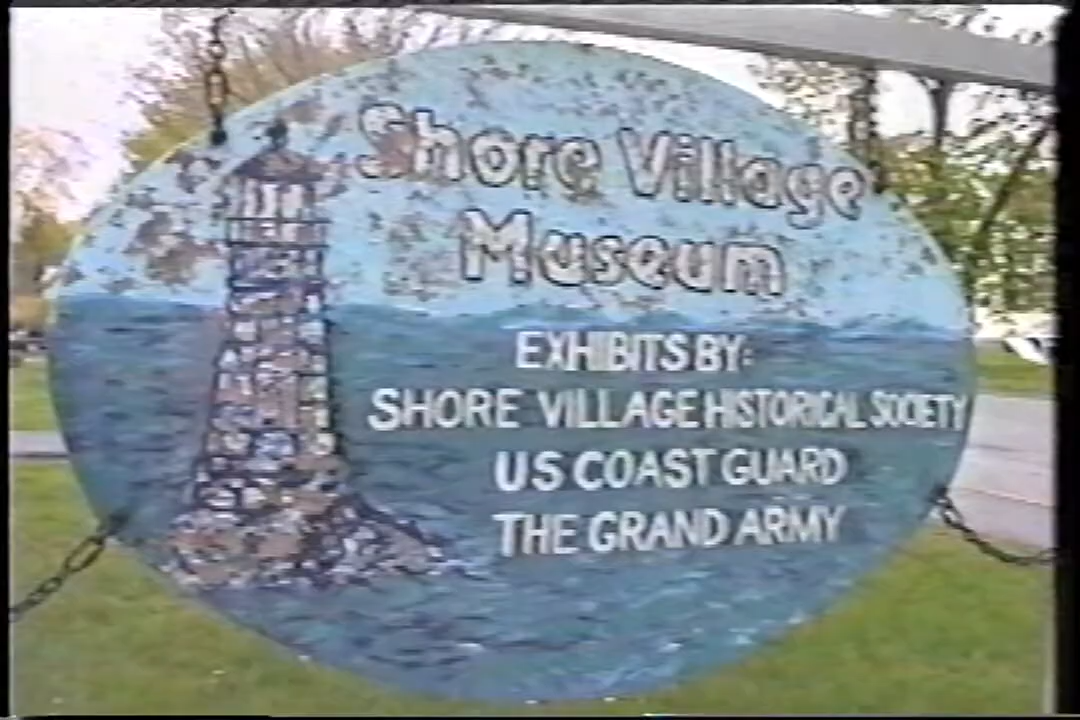 Shore Village
Museum
EXHIBITS BY:
SHORE VILLAGE HISTORICAL SOCIETY
US COAST GUARD
THE GRAND ARMY